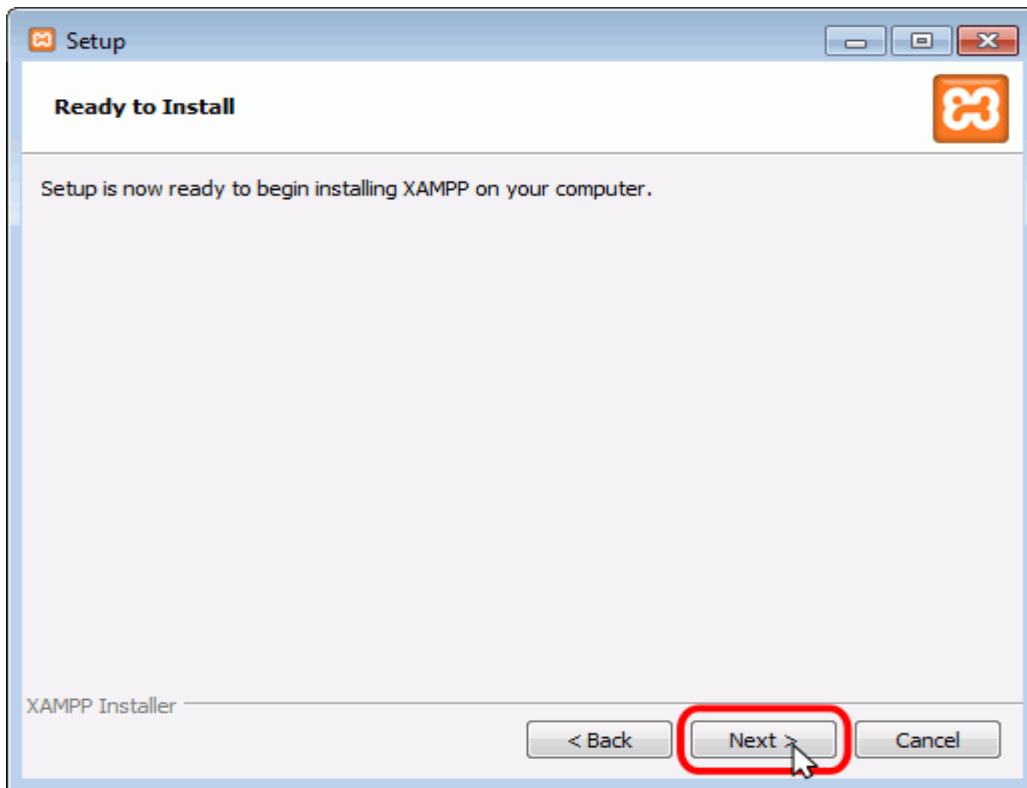 Setup
Ready to Install
Setup is now ready to begin installing XAMPP on your computer.
XAMPP Installer
< Back
Next >
Cancel